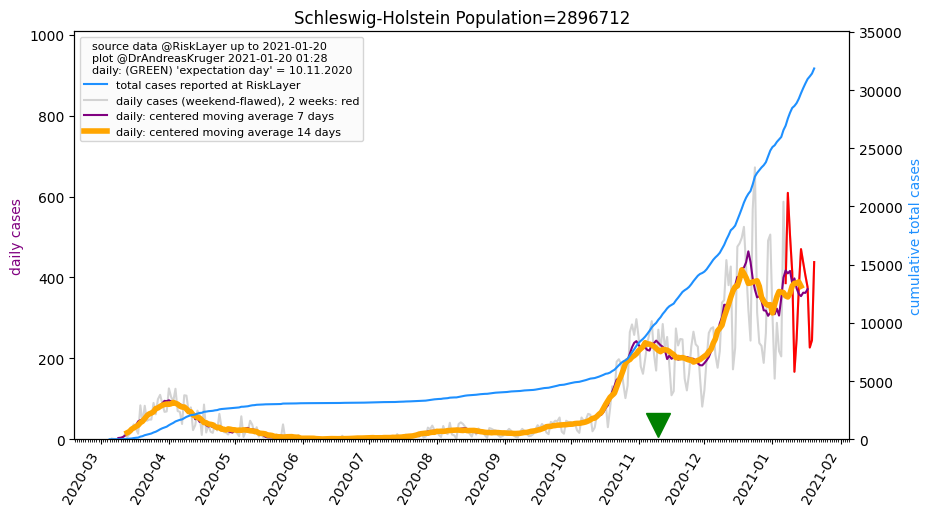 Schleswig-Holstein Population=2896712
source data @RiskLayer up to 2021-01-20
plot @DrAndreasKruger 2021-01-20 01:28
daily: (GREEN) 'expectation day' = 10.11.2020
total cases reported at RiskLayer
daily cases (weekend-flawed), 2 weeks: red
daily: centered moving average 7 days
daily: centered moving average 14 days
daily cases
1000
800
600
400
200
0
cumulative total cases
35000
30000
25000
20000
15000
10000
5000
0
2020-03
2020-04
2020-05
2020-06
2020-07
2020-08
2020-09
2020-10
2020-11
2020-12
2021-01
2021-02